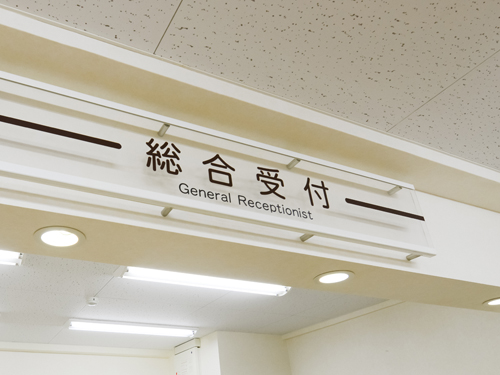 総合受付
General Receptionist